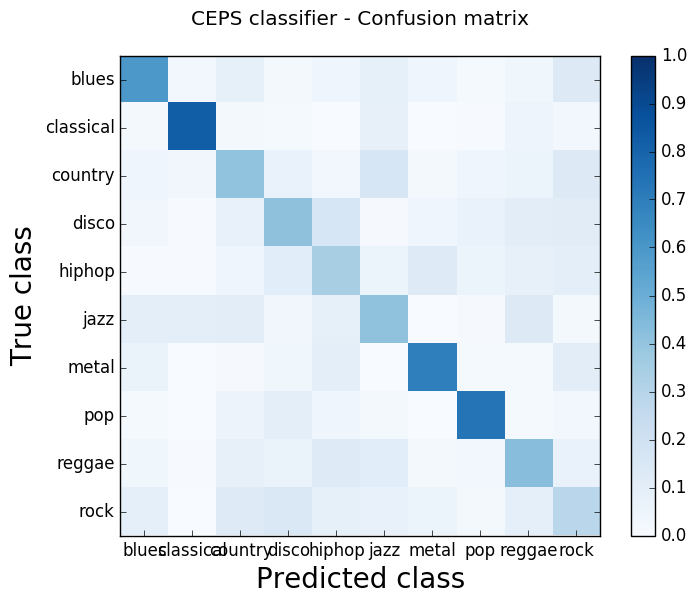 CEPS classifier - Confusion matrix
True class
blues
classical
country
disco
hiphop
jazz
metal
pop
reggae
rock
blues classical country disco hiphop jazz metal pop reggae rock
Predicted class
1.0
0.9
0.8
0.7
0.6
0.5
0.4
0.3
0.2
0.1
0.0